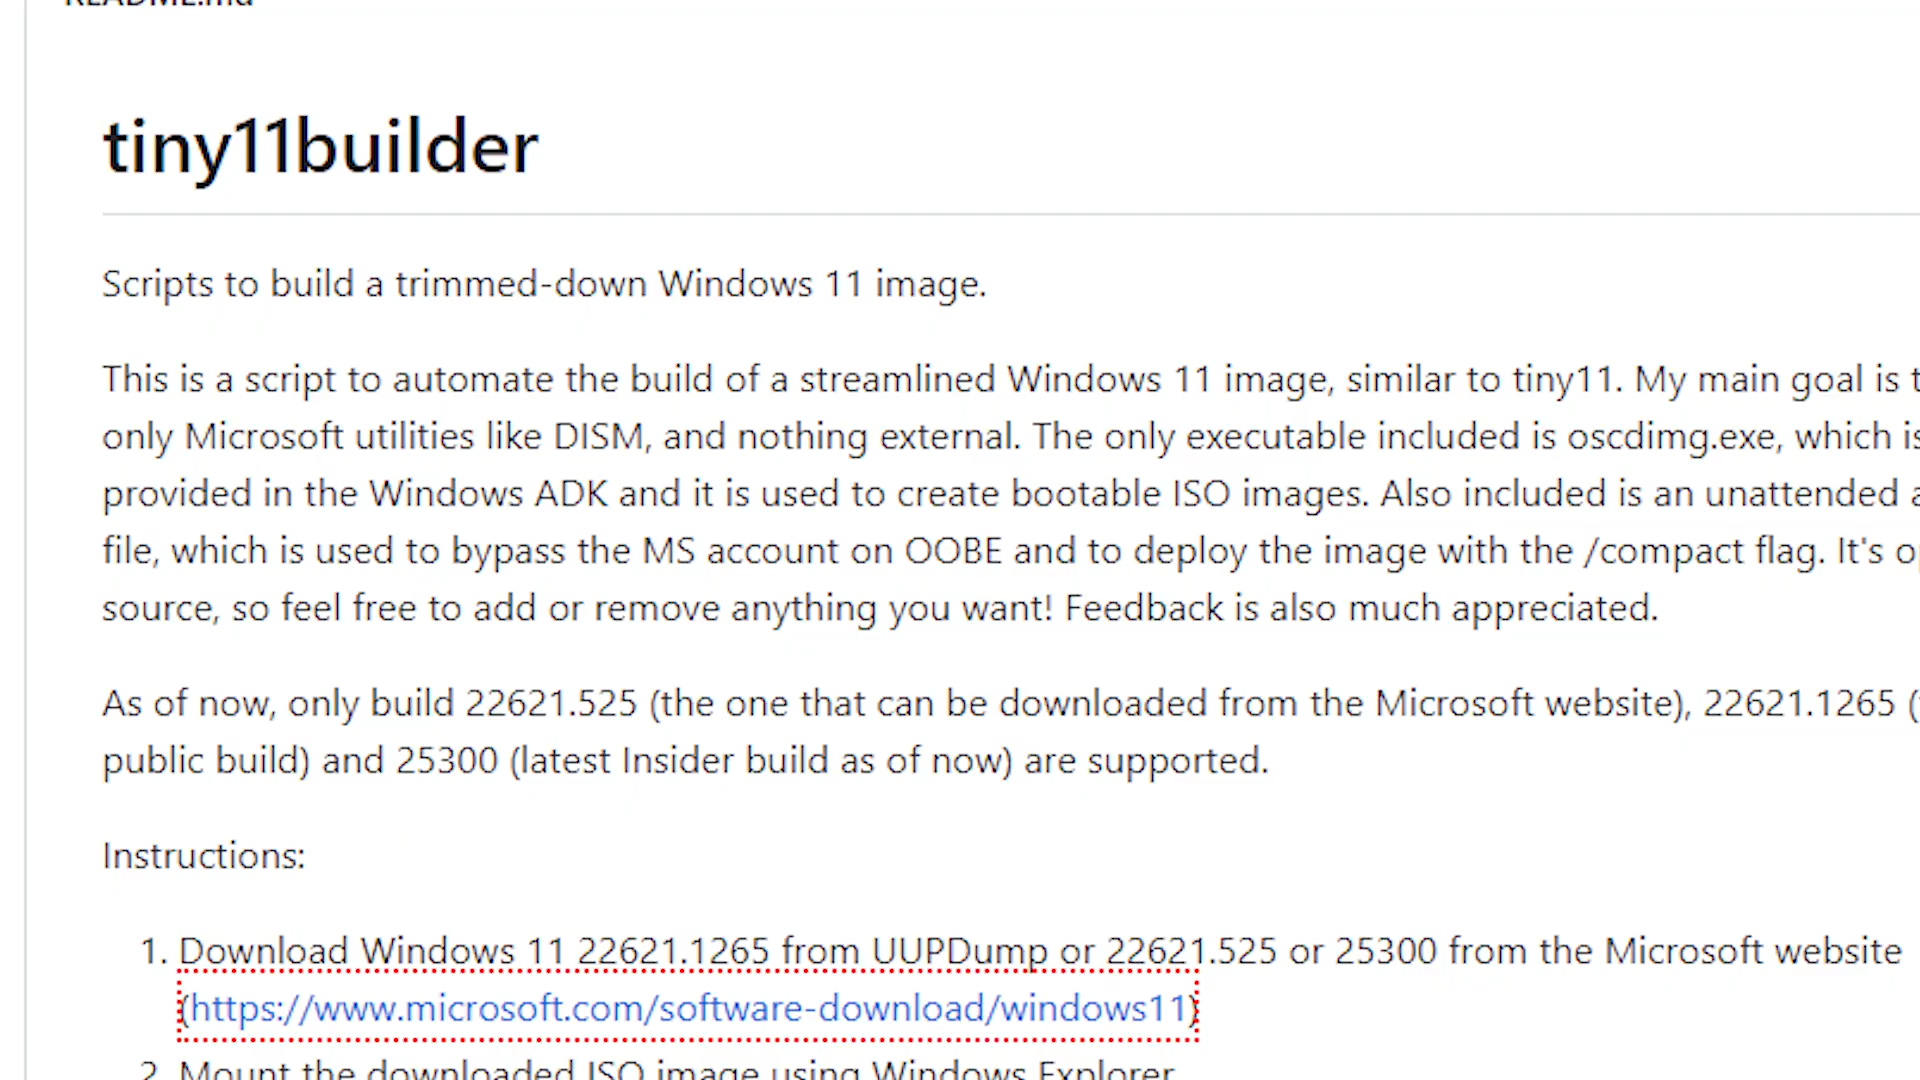 README.md
tiny11builder
Scripts to build a trimmed-down Windows 11 image.
This is a script to automate the build of a streamlined Windows 11 image, similar to tiny11. My main goal is
only Microsoft utilities like DISM, and nothing external. The only executable included is oscdimg.exe, which is
provided in the Windows ADK and it is used to create bootable ISO images. Also included is an unattended
file, which is used to bypass the MS account on OOBE and to deploy the image with the /compact flag. It's
source, so feel free to add or remove anything you want! Feedback is also much appreciated.
As of now, only build 22621.525 (the one that can be downloaded from the Microsoft website), 22621.1265 (
public build) and 25300 (latest Insider build as of now) are supported.
Instructions:
1. Download Windows 11 22621.1265 from UUPDump or 22621.525 or 25300 from the Microsoft website
(https://www.microsoft.com/software-download/windows11)
2. Mount the downloaded ISO image using Windows Explorer